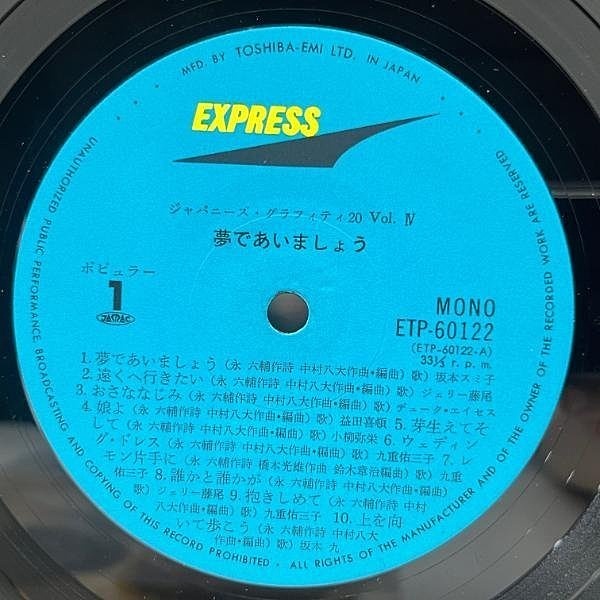 MFD. BY TOSHIBA-EMI LTD. IN JAPAN
EXPRESS
ジャパニーズ・グラフィティ20 Vol. Ⅳ
夢であいましょう
ポピュラー
1
JASRAC
MONO
ETP-60122
(ETP-60122-A)
33⅓ r. p. m.
1. 夢であいましょう(永 六輔作詩 中村八大作曲・編曲)歌)坂本スミ子
2. 遠くへ行きたい(永 六輔作詩 中村八大作曲・編曲)歌)ジェリー藤尾
3. おさななじみ(永 六輔作詩 中村八大作曲・編曲)歌)デューク・エイセス
4. 娘よ(永 六輔作詩 中村八大作曲・編曲)益田喜頓 5. 芽生えてそ
して(永 六輔作詩 中村八大作曲・編曲)歌)小柳弥栄 6. ウェディン
グ・ドレス(永 六輔作詩 中村八大作曲・編曲)九重佑三子 7. レ
モン片手に(永 六輔作詩 橋本光雄作曲 鈴木章治編曲)歌)九重
佑三子 8. 誰かと誰かが(永 六輔作詩 中村八大作曲・編曲
)歌)ジェリー藤尾 9. 抱きしめて(永 六輔作詩 中村
八大作曲・編曲)歌)九重佑三子 10. 上を向
いて歩こう(永 六輔作詩 中村八大
作曲・編曲)歌)坂本 九
UNAUTHORIZED PUBLIC PERFORMANCE, BROADCASTING AND COPYING OF THIS RECORD PROHIBITED • ALL RIGHTS OF THE MANUFACTURER AND OF THE OWNER OF THE RECORDED WORK ARE RESERVED